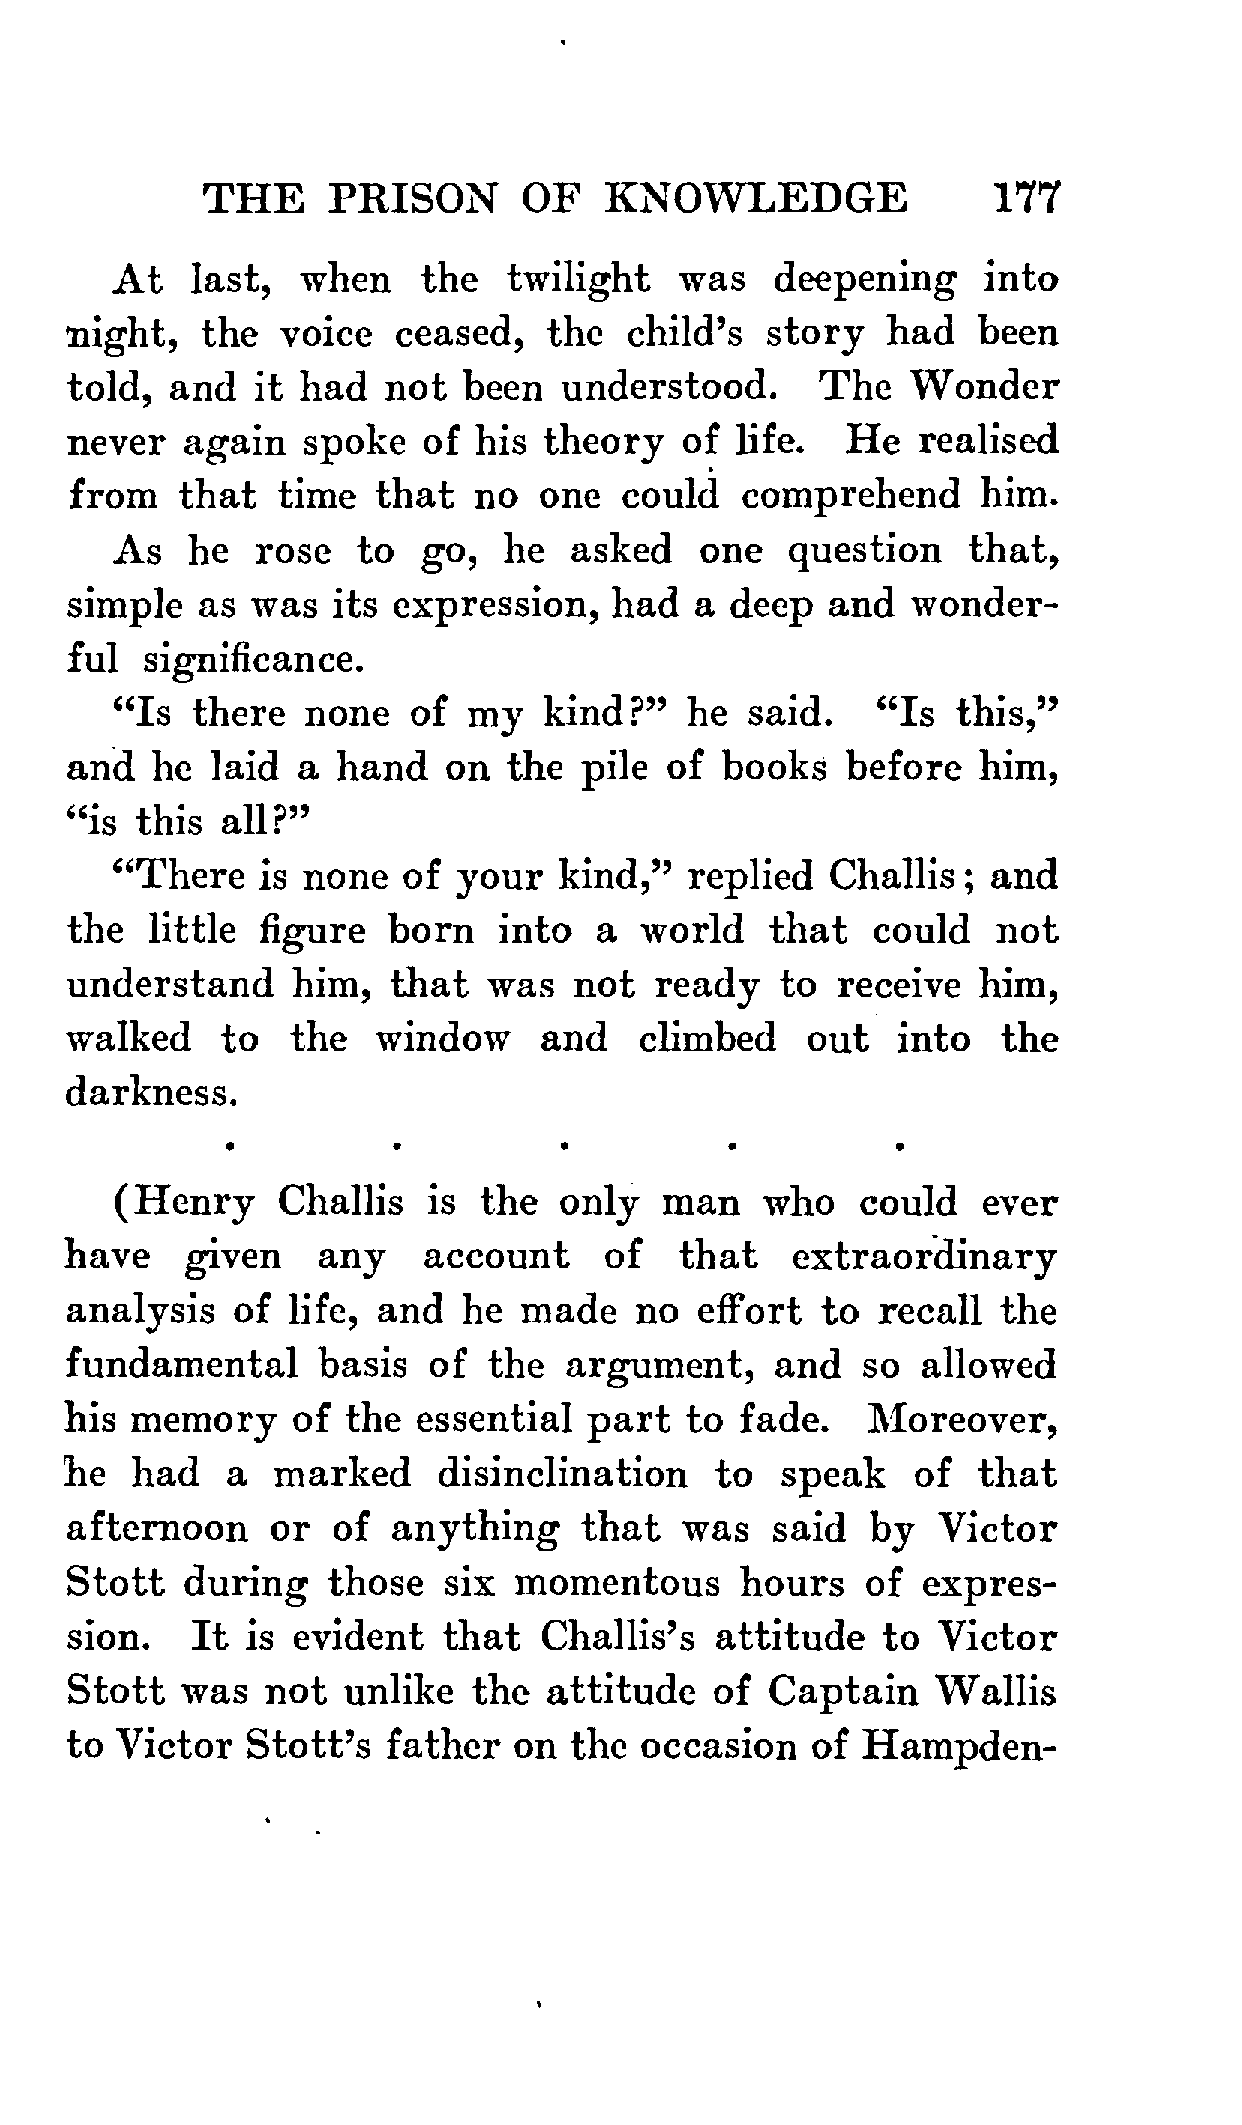 THE PRISON OF KNOWLEDGE 177
At last, when the twilight was deepening into
night, the voice ceased, the child's story had been
told, and it had not been understood. The Wonder
never again spoke of his theory of life. He realised
from that time that no one could comprehend him.
As he rose to go, he asked one question that,
simple as was its expression, had a deep and wonder-
ful significance.
"Is there none of my kind?" he said. "Is this,"
and he laid a hand on the pile of books before him,
"is this all?"
"There is none of your kind," replied Challis; and
the little figure born into a world that could not
understand him, that was not ready to receive him,
walked to the window and climbed out into the
darkness.
. . . . .
(Henry Challis is the only man who could ever
have given any account of that extraordinary
analysis of life, and he made no effort to recall the
fundamental basis of the argument, and so allowed
his memory of the essential part to fade. Moreover,
he had a marked disinclination to speak of that
afternoon or of anything that was said by Victor
Stott during those six momentous hours of expres-
sion. It is evident that Challis's attitude to Victor
Stott was not unlike the attitude of Captain Wallis
to Victor Stott's father on the occasion of Hampden-